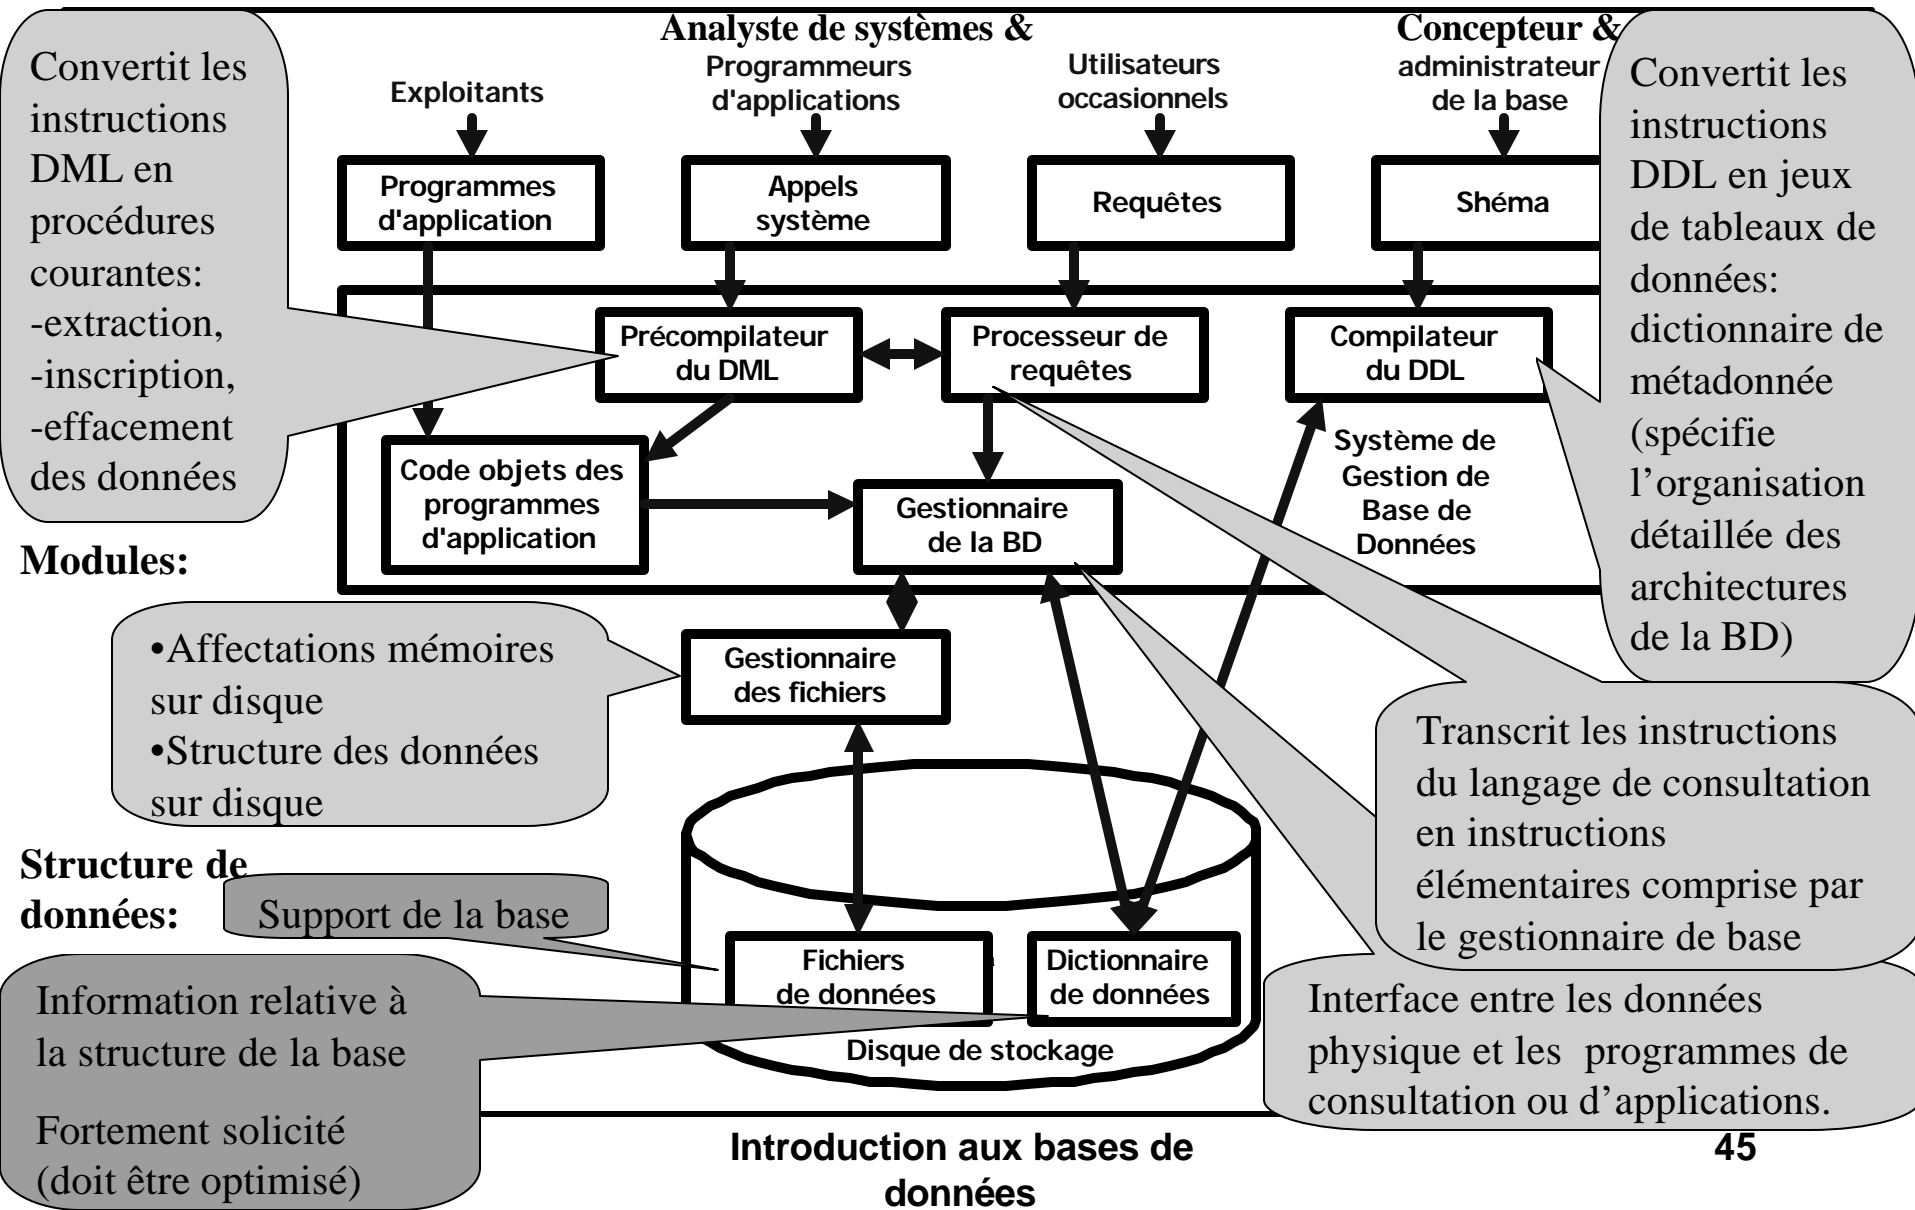 Analyste de systèmes &
Programmeurs
d'applications
Concepteur &
administrateur
de la base
Exploitants
Utilisateurs
occasionnels
Convertit les
instructions
DML en
procédures
courantes:
-extraction,
-inscription,
-effacement
des données
Convertit les
instructions
DDL en jeux
de tableaux de
données:
dictionnaire de
métadonnée
(spécifie
l’organisation
détaillée des
architectures
de la BD)
Programmes
d'application
Appels
système
Requêtes
Shéma
Précompilateur
du DML
Processeur de
requêtes
Compilateur
du DDL
Code objets des
programmes
d'application
Gestionnaire
de la BD
Système de
Gestion de
Base de
Données
Modules:
•Affectations mémoires
sur disque
•Structure des données
sur disque
Gestionnaire
des fichiers
Transcrit les instructions
du langage de consultation
en instructions
élémentaires comprise par
le gestionnaire de base
Structure de
données:
Support de la base
Fichiers
de données
Dictionnaire
de données
Disque de stockage
Information relative à
la structure de la base
Fortement solicité
(doit être optimisé)
Interface entre les données
physique et les programmes de
consultation ou d’applications.
Introduction aux bases de
données
45